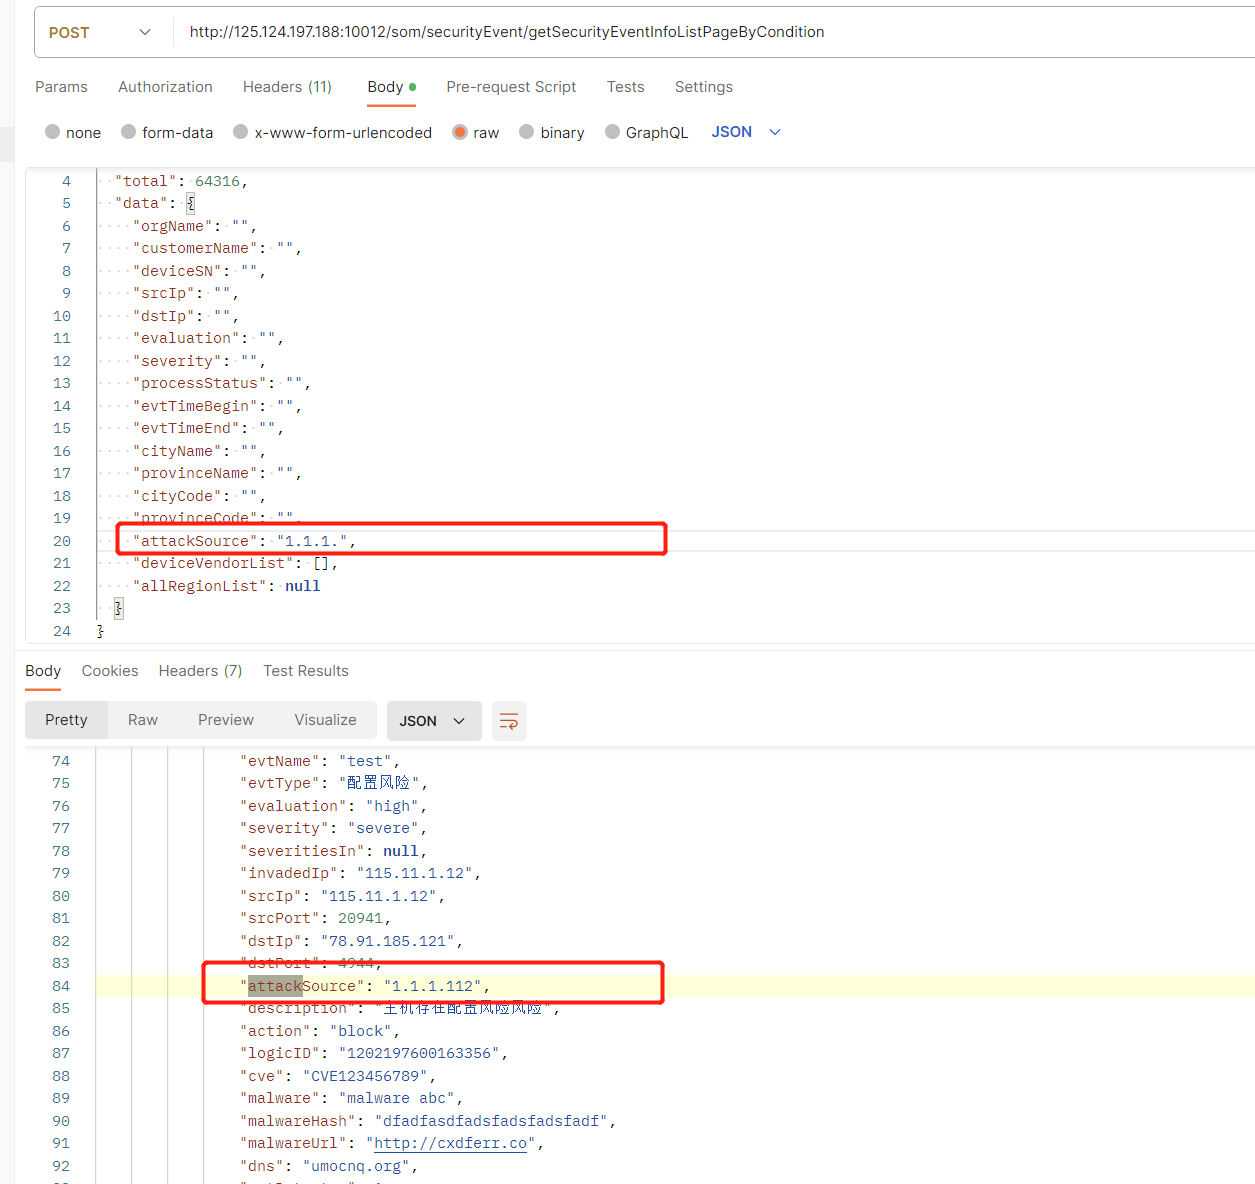 POST http://125.124.197.188:10012/som/securityEvent/getSecurityEventInfoListPageByCondition
Params Authorization Headers (11) Body Pre-request Script Tests Settings
none form-data x-www-form-urlencoded raw binary GraphQL JSON
4 "total": 64316,
5 "data": {
6 "orgName": "",
7 "customerName": "",
8 "deviceSN": "",
9 "srcIp": "",
10 "dstIp": "",
11 "evaluation": "",
12 "severity": "",
13 "processStatus": "",
14 "evtTimeBegin": "",
15 "evtTimeEnd": "",
16 "cityName": "",
17 "provinceName": "",
18 "cityCode": "",
19 "provinceCode": "",
20 "attackSource": "1.1.1.",
21 "deviceVendorList": [],
22 "allRegionList": null
23 }
24 }
Body Cookies Headers (7) Test Results
Pretty Raw Preview Visualize JSON
74 "evtName": "test",
75 "evtType": "配置风险",
76 "evaluation": "high",
77 "severity": "severe",
78 "severitiesIn": null,
79 "invadedIp": "115.11.1.12",
80 "srcIp": "115.11.1.12",
81 "srcPort": 20941,
82 "dstIp": "78.91.185.121",
83 "dstPort": 4944,
84 "attackSource": "1.1.1.112",
85 "description": "主机存在配置风险风险",
86 "action": "block",
87 "logicID": "1202197600163356",
88 "cve": "CVE123456789",
89 "malware": "malware abc",
90 "malwareHash": "dfadfasdfadsfadsfadsfadf",
91 "malwareUrl": "http://cxdferr.co",
92 "dns": "umocnq.org",